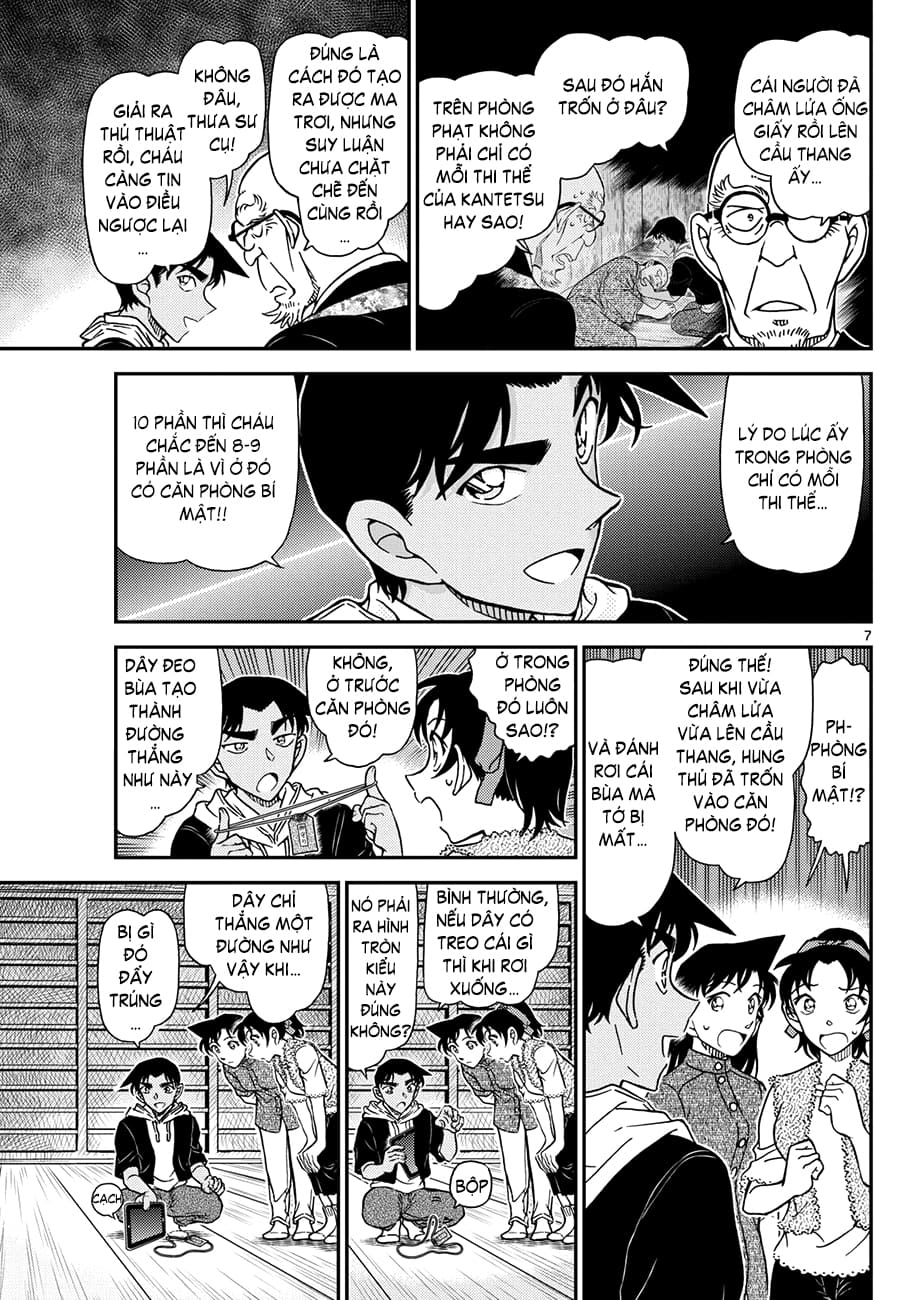 CÁI NGƯỜI ĐÃ
CHÂM LỬA ỐNG
GIẤY RỒI LÊN
CẦU THANG
ẤY...
SAU ĐÓ HẮN
TRỐN Ở ĐÂU?
TRÊN PHÒNG
PHẠT KHÔNG
PHẢI CHỈ CÓ
MỖI THI THỂ
CỦA KANTETSU
HAY SAO!
ĐÚNG LÀ
CÁCH ĐÓ TẠO
RA ĐƯỢC MA
TRƠI, NHƯNG
SUY LUẬN
CHƯA CHẶT
CHẼ ĐẾN
CÙNG RỒI
...
KHÔNG
ĐÂU,
THƯA SƯ
CỤ!
GIẢI RA
THỦ THUẬT
RỒI, CHÁU
CÀNG TIN
VÀO ĐIỀU
NGƯỢC LẠI
...
LÝ DO LÚC ẤY
TRONG PHÒNG
CHỈ CÓ MỖI
THI THỂ...
10 PHẦN THÌ CHÁU
CHẮC ĐẾN 8-9
PHẦN LÀ VÌ Ở ĐÓ
CÓ CĂN PHÒNG BÍ
MẬT!!
7
PH-
PHÒNG
BÍ
MẬT!?
ĐÚNG THẾ!
SAU KHI VỪA
CHÂM LỬA
VỪA LÊN CẦU
THANG, HUNG
THỦ ĐÃ TRỐN
VÀO CĂN
PHÒNG ĐÓ!
VÀ ĐÁNH
RƠI CÁI
BÙA MÀ
TỚ BỊ
MẤT...
Ở TRONG
PHÒNG
ĐÓ LUÔN
SAO!?
KHÔNG,
Ở TRƯỚC
CĂN PHÒNG
ĐÓ!
DÂY ĐEO
BÙA TẠO
THÀNH
ĐƯỜNG
THẲNG
NHƯ NÀY
...
BÌNH THƯỜNG,
NẾU DÂY CÓ
TREO CÁI GÌ
THÌ KHI RƠI
XUỐNG...
NÓ PHẢI
RA HÌNH
TRÒN
KIỂU
NÀY
ĐÚNG
KHÔNG?
BỘP
DÂY CHỈ
THẲNG MỘT
ĐƯỜNG NHƯ
VẬY KHI...
BỊ GÌ
ĐÓ
ĐẨY
TRÚNG
...
CẠCH